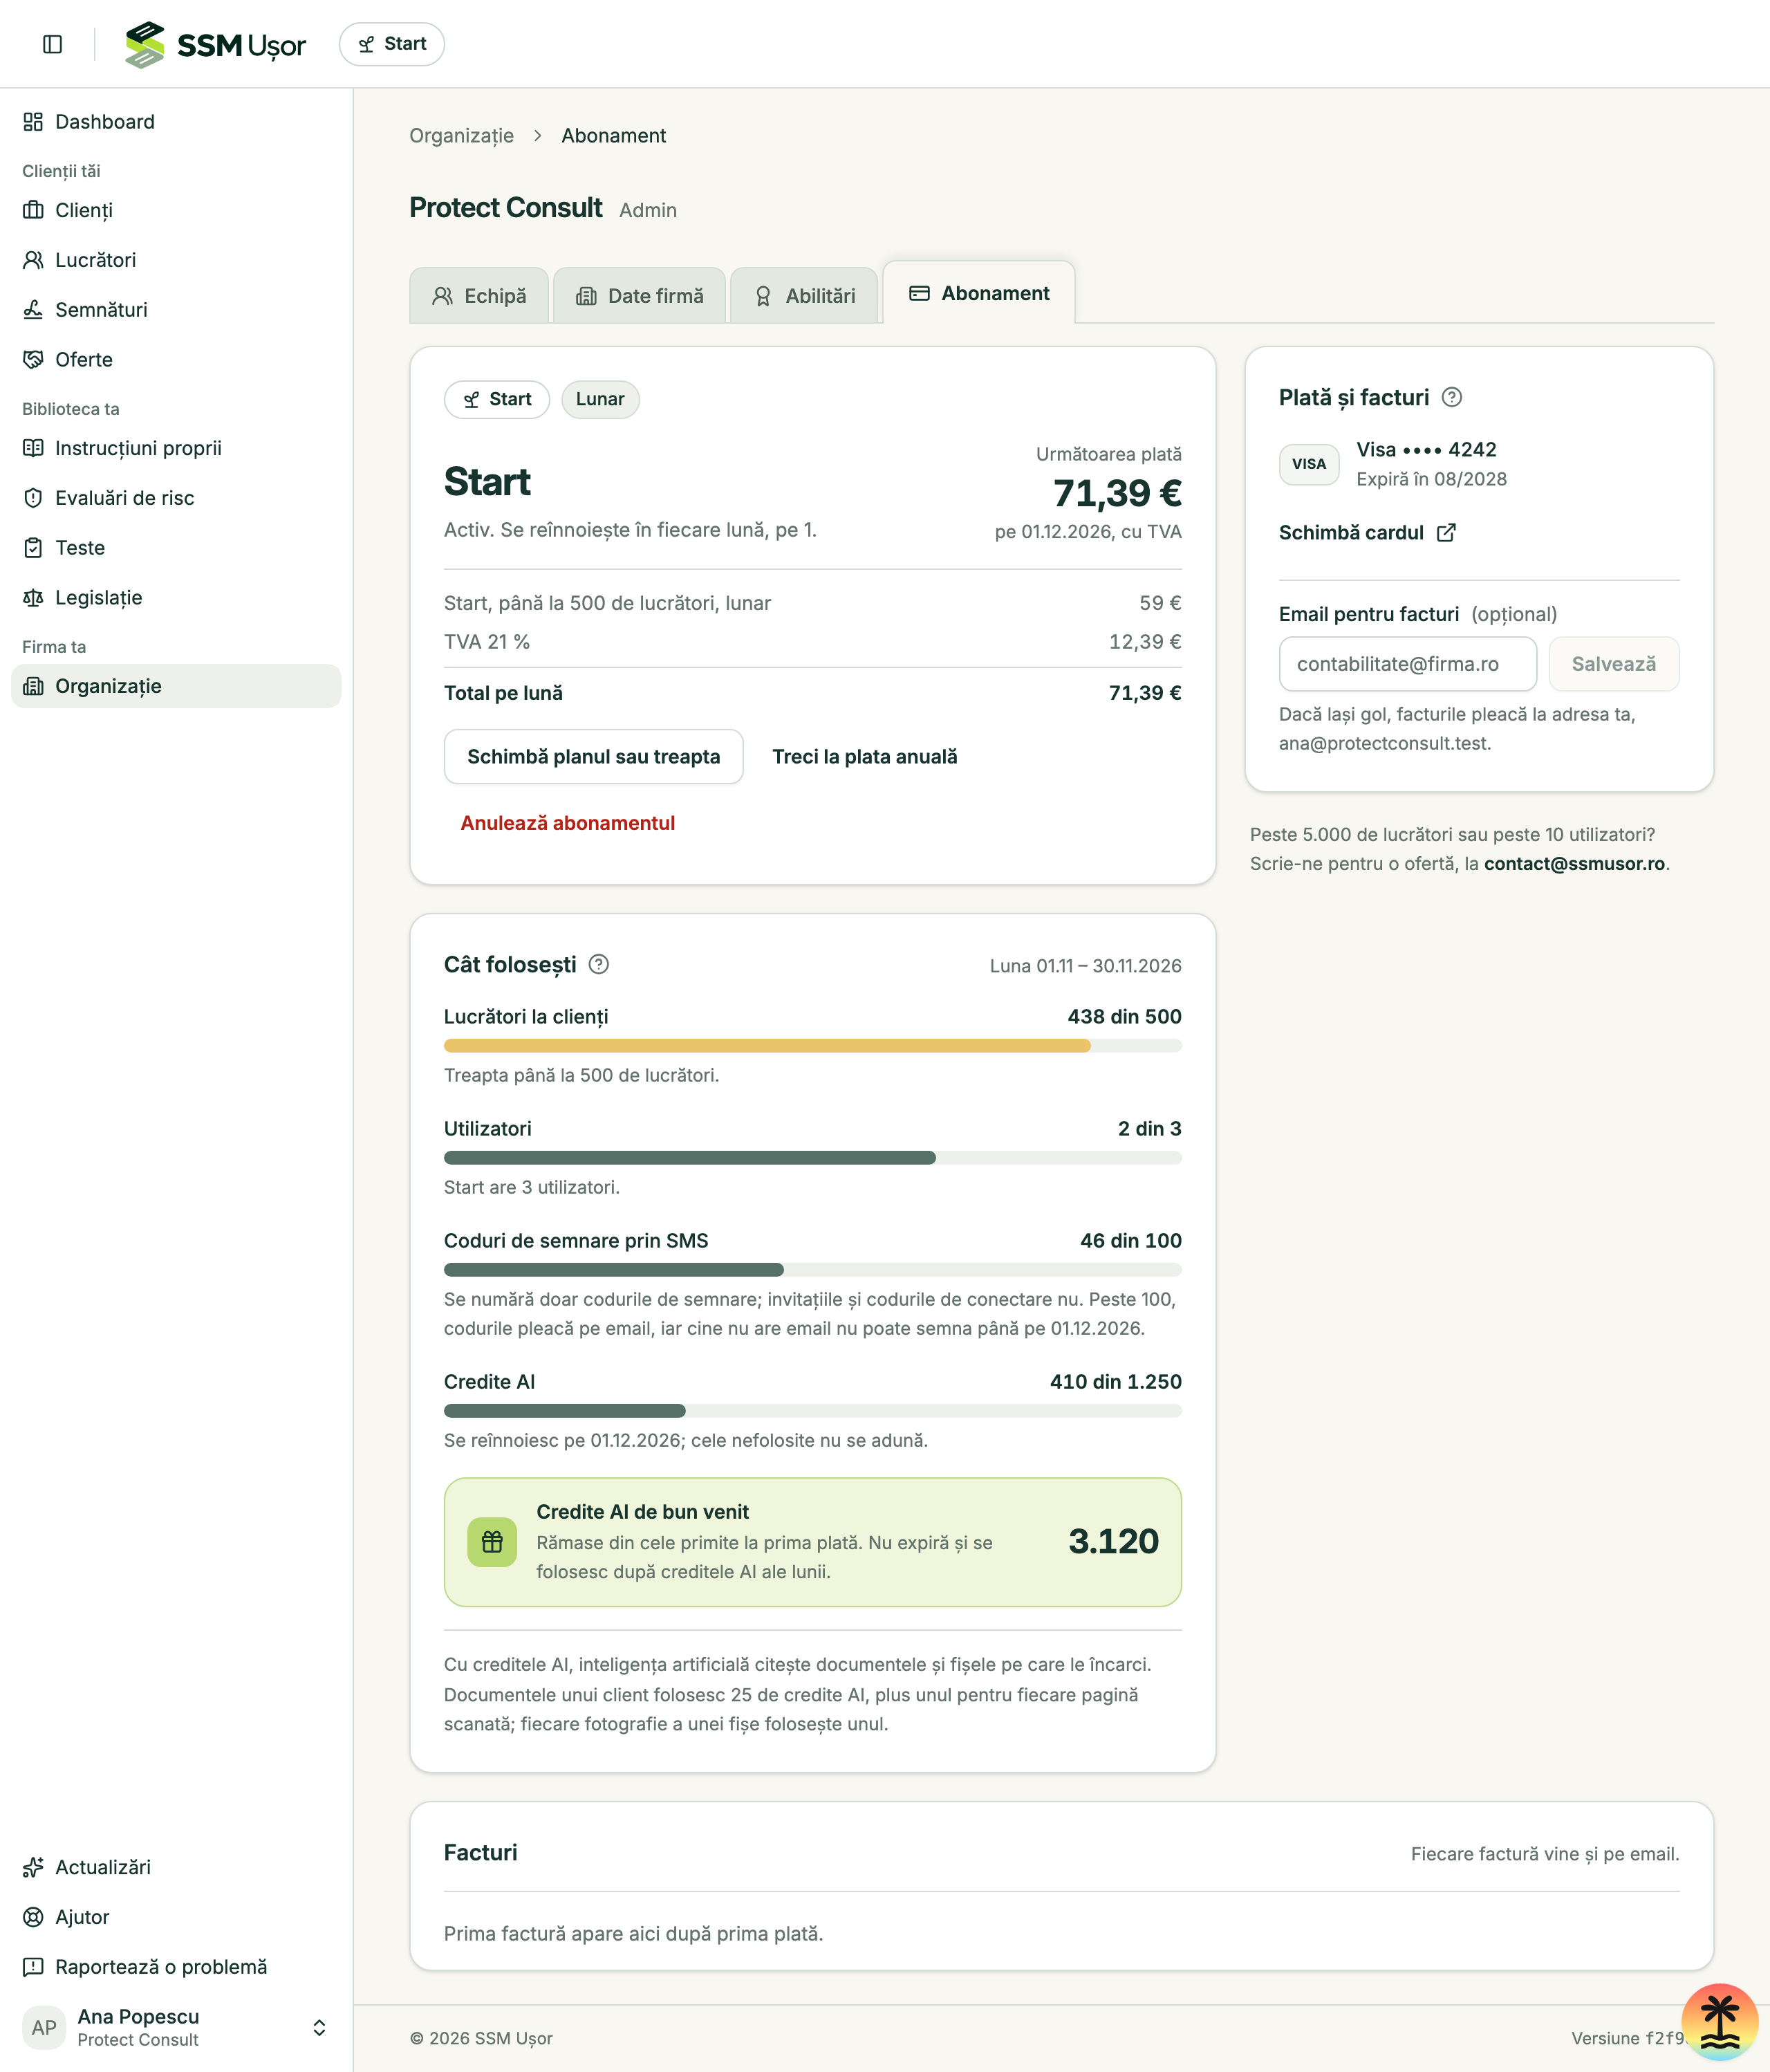 SSM Ușor
Start
Dashboard
Clienții tăi
Clienți
Lucrători
Semnături
Oferte
Biblioteca ta
Instrucțiuni proprii
Evaluări de risc
Teste
Legislație
Firma ta
Organizație
Actualizări
Ajutor
Raportează o problemă
AP
Ana Popescu
Protect Consult
Organizație
Abonament
Protect Consult Admin
Echipă
Date firmă
Abilitări
Abonament
Start
Lunar
Start
Activ. Se reînnoiește în fiecare lună, pe 1.
Următoarea plată
71,39 €
pe 01.12.2026, cu TVA
Start, până la 500 de lucrători, lunar 59 €
TVA 21 % 12,39 €
Total pe lună 71,39 €
Schimbă planul sau treapta
Treci la plata anuală
Anulează abonamentul
Plată și facturi
VISA
Visa •••• 4242
Expiră în 08/2028
Schimbă cardul
Email pentru facturi (opțional)
contabilitate@firma.ro
Salvează
Dacă lași gol, facturile pleacă la adresa ta,
ana@protectconsult.test.
Peste 5.000 de lucrători sau peste 10 utilizatori?
Scrie-ne pentru o ofertă, la contact@ssmusor.ro.
Cât folosești
Luna 01.11 – 30.11.2026
Lucrători la clienți 438 din 500
Treapta până la 500 de lucrători.
Utilizatori 2 din 3
Start are 3 utilizatori.
Coduri de semnare prin SMS 46 din 100
Se numără doar codurile de semnare; invitațiile și codurile de conectare nu. Peste 100,
codurile pleacă pe email, iar cine nu are email nu poate semna până pe 01.12.2026.
Credite AI 410 din 1.250
Se reînnoiesc pe 01.12.2026; cele nefolosite nu se adună.
Credite AI de bun venit
Rămase din cele primite la prima plată. Nu expiră și se
folosesc după creditele AI ale lunii.
3.120
Cu creditele AI, inteligența artificială citește documentele și fișele pe care le încarci.
Documentele unui client folosesc 25 de credite AI, plus unul pentru fiecare pagină
scanată; fiecare fotografie a unei fișe folosește unul.
Facturi
Fiecare factură vine și pe email.
Prima factură apare aici după prima plată.
© 2026 SSM Ușor
Versiune